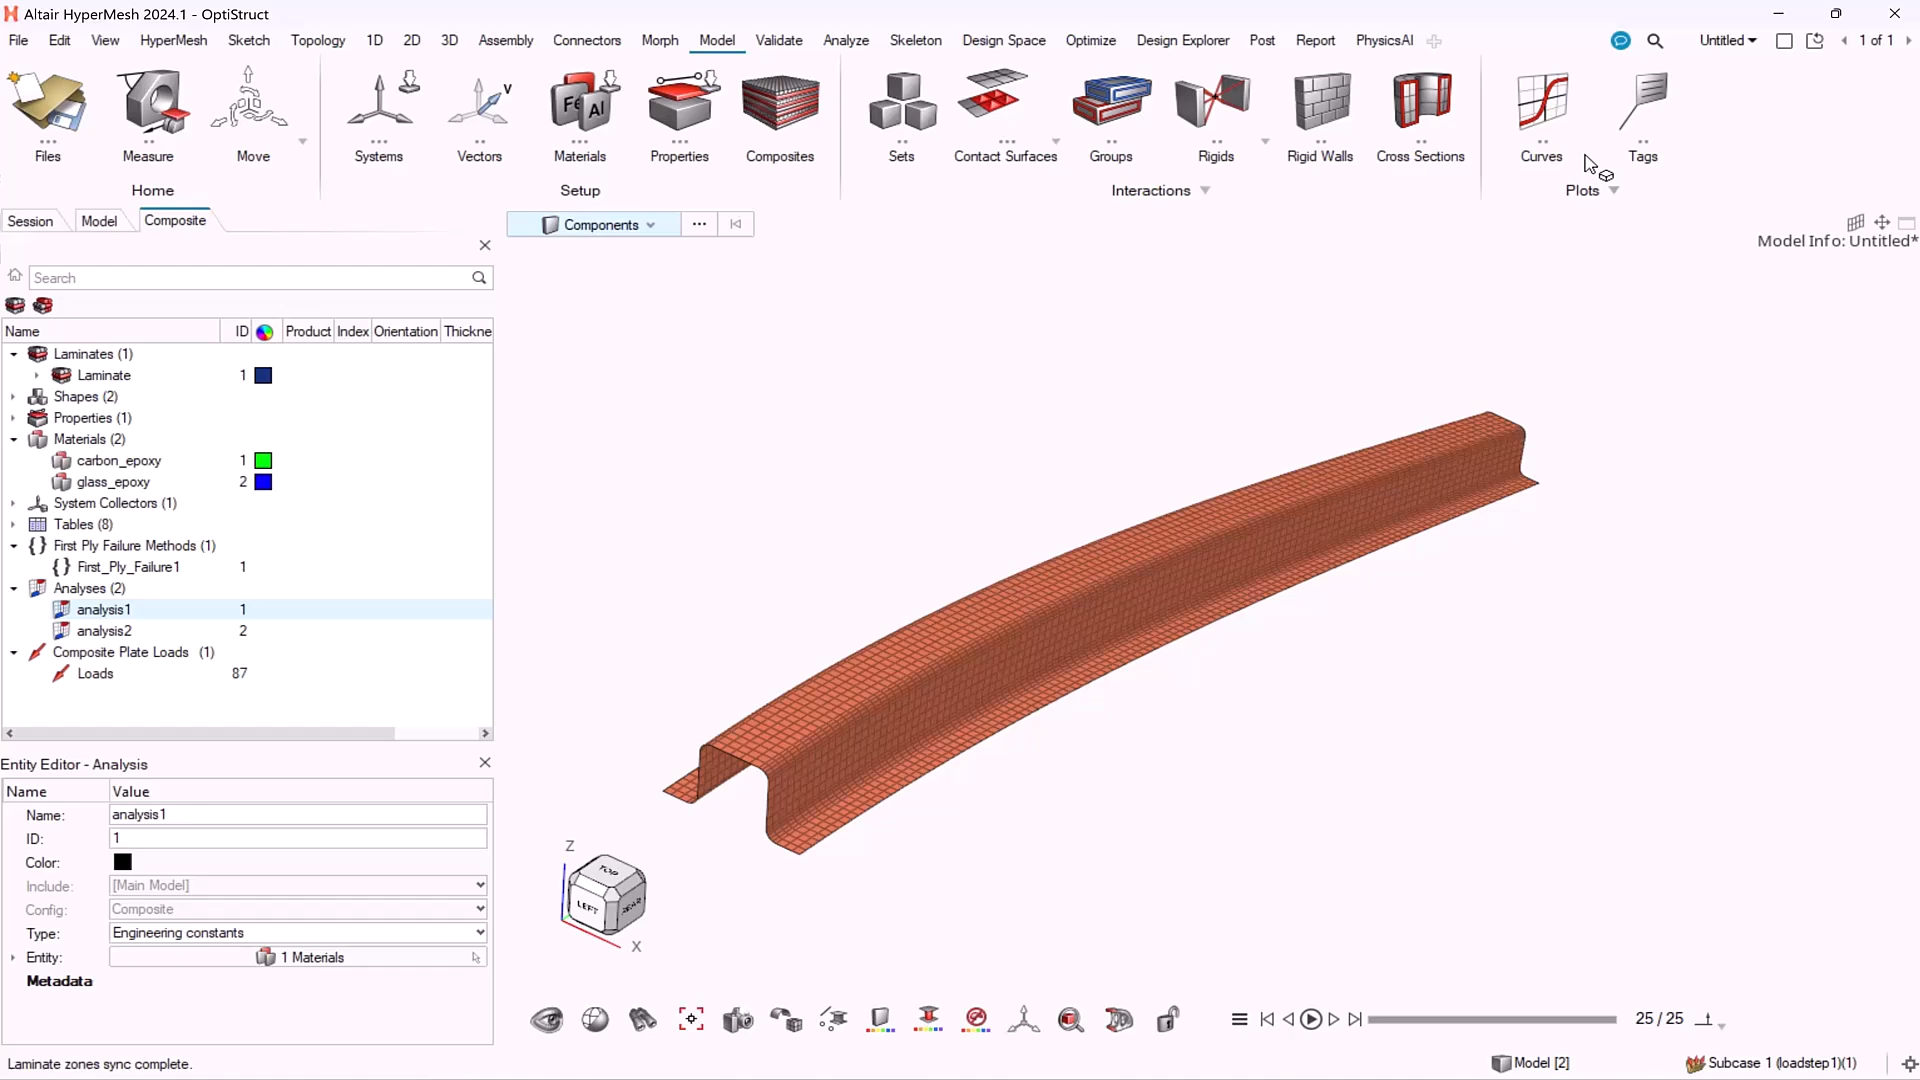 Altair HyperMesh 2024.1 - OptiStruct
File Edit View HyperMesh Sketch Topology 1D 2D 3D Assembly Connectors Morph Model Validate Analyze Skeleton Design Space Optimize Design Explorer Post Report PhysicsAI Untitled 1 of 1
Files Measure Move Systems Vectors Materials Properties Composites Sets Contact Surfaces Groups Rigids Rigid Walls Cross Sections Curves Tags
Home Setup Interactions Plots
Session Model Composite
Components
Model Info: Untitled*
Search
Name ID Product Index Orientation Thickne
Laminates (1)
Laminate 1
Shapes (2)
Properties (1)
Materials (2)
carbon_epoxy 1
glass_epoxy 2
System Collectors (1)
Tables (8)
First Ply Failure Methods (1)
First_Ply_Failure1 1
Analyses (2)
analysis1 1
analysis2 2
Composite Plate Loads (1)
Loads 87
Entity Editor - Analysis
Name Value
Name: analysis1
ID: 1
Color:
Include: [Main Model]
Config: Composite
Type: Engineering constants
Entity: 1 Materials
Metadata
Z
TOP
LEFT
REAR
X
25 / 25
Laminate zones sync complete.
Model [2]
Subcase 1 (loadstep1)(1)